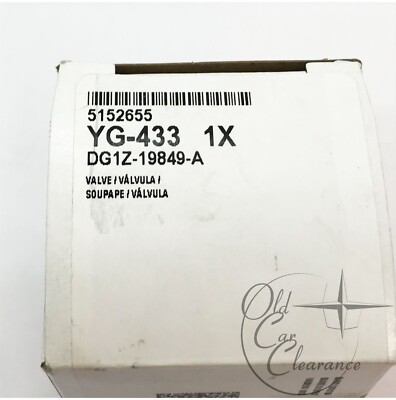 5152655
YG-433 1X
DG1Z-19849-A
VALVE / VÁLVULA /
SOUPAPE / VÁLVULA
Old
Car
Clearance